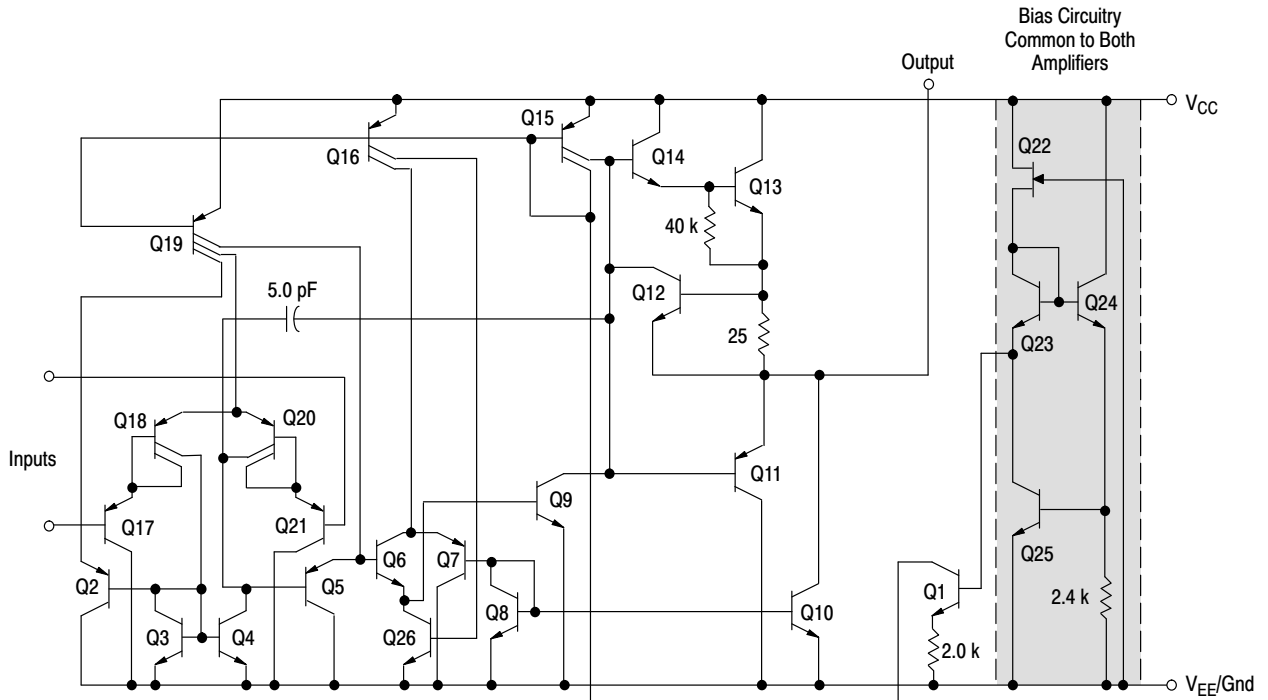 Bias Circuitry
Common to Both
Amplifiers
Output
VCC
Q15
Q22
Q16
Q14
Q13
40 k
Q19
5.0 pF
Q12
Q24
25
Q23
Q18
Q20
Inputs
Q11
Q9
Q17
Q21
Q25
Q6
Q7
Q2
Q5
Q1
2.4 k
Q8
Q10
Q3
Q4
Q26
2.0 k
VEE/Gnd